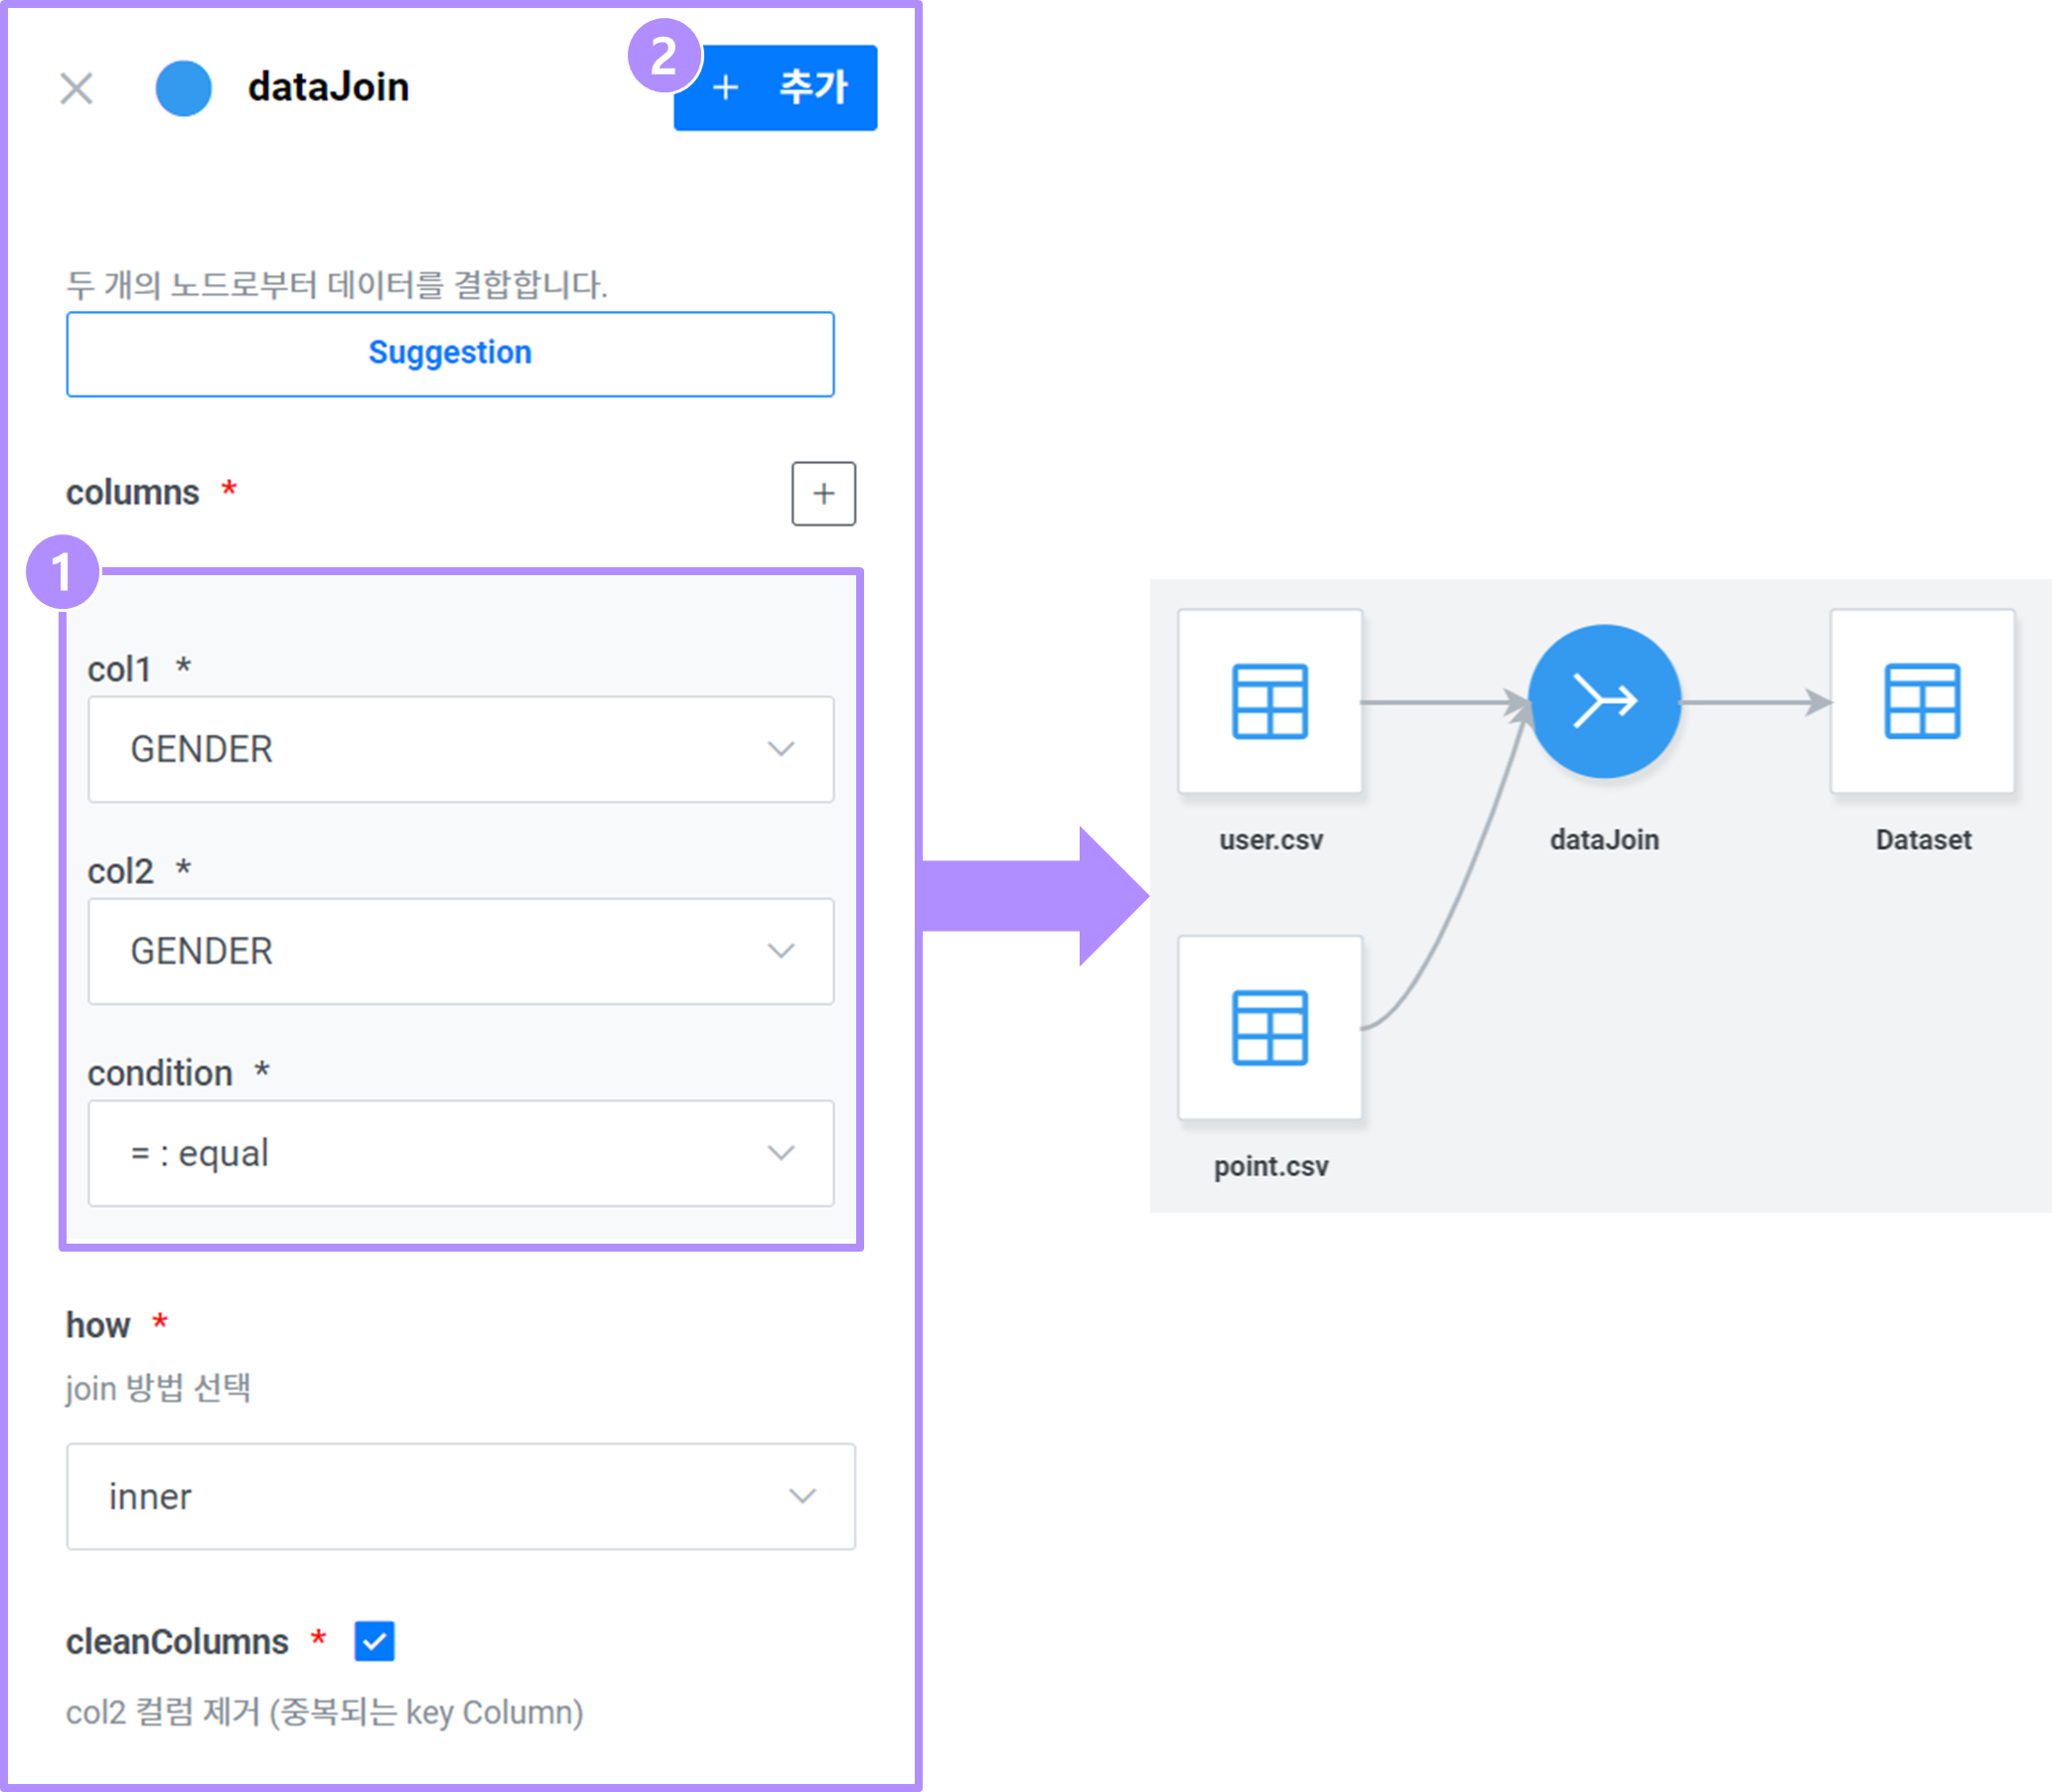 dataJoin
2
+ 추가
두 개의 노드로부터 데이터를 결합합니다.
Suggestion
columns *
+
1
col1 *
GENDER
col2 *
GENDER
condition *
= : equal
how *
join 방법 선택
inner
cleanColumns *
col2 컬럼 제거 (중복되는 key Column)
user.csv
dataJoin
Dataset
point.csv